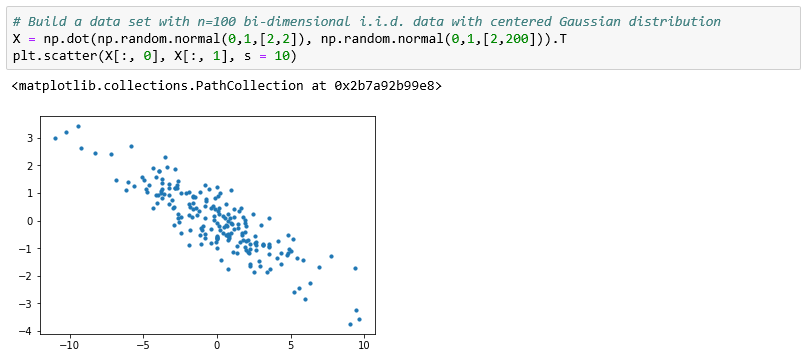 # Build a data set with n=100 bi-dimensional i.i.d. data with centered Gaussian distribution
X = np.dot(np.random.normal(0,1,[2,2]), np.random.normal(0,1,[2,200])).T
plt.scatter(X[:, 0], X[:, 1], s = 10)
<matplotlib.collections.PathCollection at 0x2b7a92b99e8>
3
2
1
0
−1
−2
−3
−4
−10 −5 0 5 10